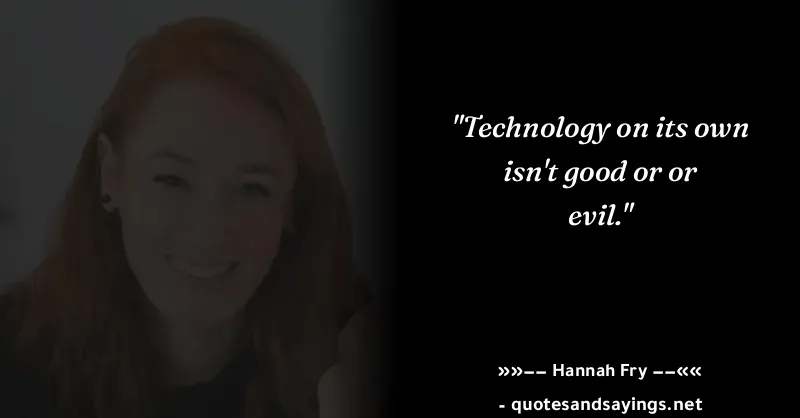 "Technology on its own
isn't good or or
evil."
»»−− Hannah Fry −−««
- quotesandsayings.net